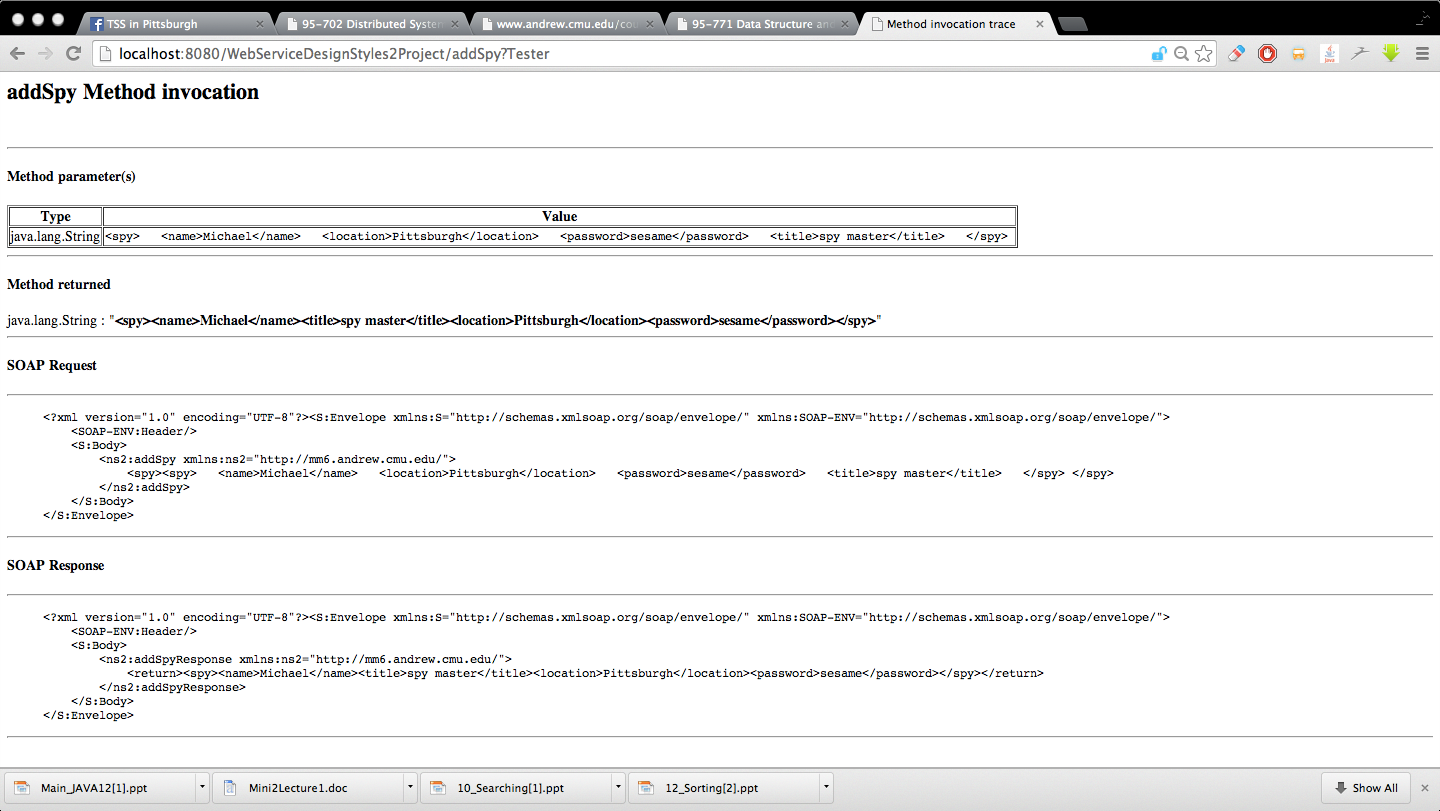 TSS in Pittsburgh
95-702 Distributed System
www.andrew.cmu.edu/cou
95-771 Data Structure and
Method invocation trace
localhost:8080/WebServiceDesignStyles2Project/addSpy?Tester
addSpy Method invocation
Method parameter(s)
Type Value
java.lang.String <spy>   <name>Michael</name>   <location>Pittsburgh</location>   <password>sesame</password>   <title>spy master</title>   </spy>
Method returned
java.lang.String : "<spy><name>Michael</name><title>spy master</title><location>Pittsburgh</location><password>sesame</password></spy>"
SOAP Request
<?xml version="1.0" encoding="UTF-8"?><S:Envelope xmlns:S="http://schemas.xmlsoap.org/soap/envelope/" xmlns:SOAP-ENV="http://schemas.xmlsoap.org/soap/envelope/">
<SOAP-ENV:Header/>
<S:Body>
<ns2:addSpy xmlns:ns2="http://mm6.andrew.cmu.edu/">
<spy><spy>   <name>Michael</name>   <location>Pittsburgh</location>   <password>sesame</password>   <title>spy master</title>   </spy> </spy>
</ns2:addSpy>
</S:Body>
</S:Envelope>
SOAP Response
<?xml version="1.0" encoding="UTF-8"?><S:Envelope xmlns:S="http://schemas.xmlsoap.org/soap/envelope/" xmlns:SOAP-ENV="http://schemas.xmlsoap.org/soap/envelope/">
<SOAP-ENV:Header/>
<S:Body>
<ns2:addSpyResponse xmlns:ns2="http://mm6.andrew.cmu.edu/">
<return><spy><name>Michael</name><title>spy master</title><location>Pittsburgh</location><password>sesame</password></spy></return>
</ns2:addSpyResponse>
</S:Body>
</S:Envelope>
Main_JAVA12[1].ppt
Mini2Lecture1.doc
10_Searching[1].ppt
12_Sorting[2].ppt
Show All